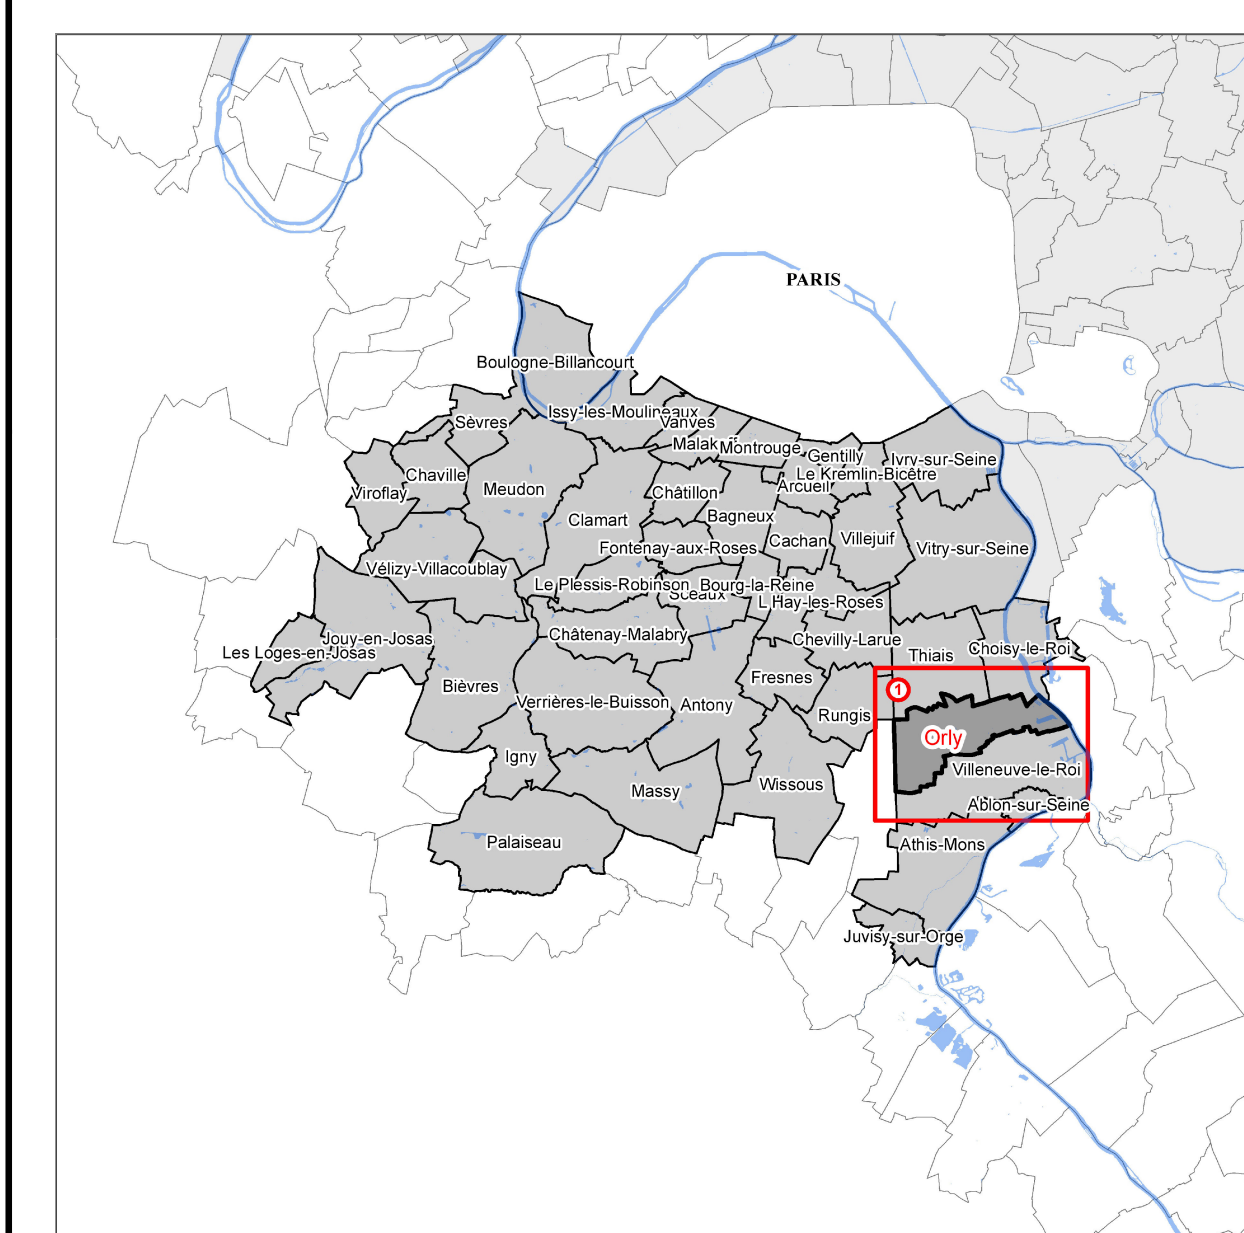 PARIS
Boulogne-Billancourt
Issy-les-Moulineaux
Sèvres
Vanves
Montrouge
Gentilly
Ivry-sur-Seine
Chaville
Le Kremlin-Bicêtre
Arcueil
Viroflay
Meudon
Châtillon
Bagneux
Clamart
Cachan
Villejuif
Fontenay-aux-Roses
Vitry-sur-Seine
Vélizy-Villacoublay
Le Plessis-Robinson
Bourg-la-Reine
Sceaux
L Hay-les-Roses
Châtenay-Malabry
Jouy-en-Josas
Chevilly-Larue
Choisy-le-Roi
Les Loges-en-Josas
Thiais
Fresnes
Bièvres
1
Verrières-le-Buisson
Antony
Rungis
Orly
Igny
Villeneuve-le-Roi
Massy
Wissous
Ablon-sur-Seine
Palaiseau
Athis-Mons
Juvisy-sur-Orge